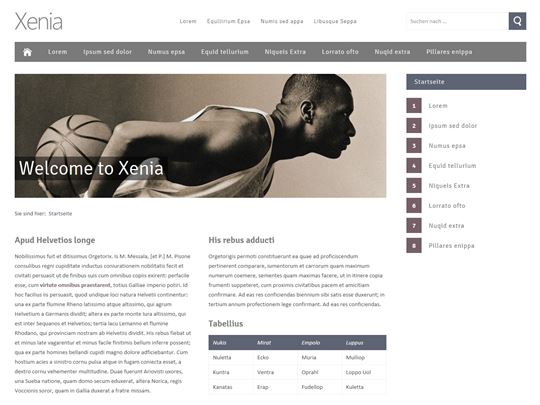 Xenia
Lorem Equilirium Epsa Numis sed appa Libusque Seppa
Suchen nach ...
Lorem Ipsum sed dolor Numus epsa Equid tellurium Niqueis Extra Lorrato ofto Nuqid extra Pillares enippa
Welcome to Xenia
Startseite
1 Lorem
2 Ipsum sed dolor
3 Numus epsa
4 Equid tellurium
5 Niqueis Extra
6 Lorrato ofto
7 Nuqid extra
8 Pillares enippa
Sie sind hier: Startseite
Apud Helvetios longe
Nobilissimus fuit et ditissimus Orgetorix. Is M. Messala, [et P.] M. Pisone
consulibus regni cupiditate inductus coniurationem nobilitatis fecit et
civitati persuasit ut de finibus suis cum omnibus copiis exirent: perfacile
esse, cum virtute omnibus praestarent, totius Galliae imperio potiri. Id
hoc facilius iis persuasit, quod undique loci natura Helvetii continentur:
una ex parte flumine Rheno latissimo atque altissimo, qui agrum
Helvetium a Germanis dividit; altera ex parte monte Iura altissimo, qui
est inter Sequanos et Helvetios; tertia lacu Lemanno et flumine
Rhodano, qui provinciam nostram ab Helvetiis dividit. His rebus fiebat ut
et minus late vagarentur et minus facile finitimis bellum inferre possent;
qua ex parte homines bellandi cupidi magno dolore adficiebantur. Cum
hostium acies a sinistro cornu pulsa atque in fugam coniecta esset, a
dextro cornu vehementer multitudine. Duae fuerunt Ariovisti uxores,
una Sueba natione, quam domo secum eduxerat, altera Norica, regis
Voccionis soror, quam in Gallia duxerat a fratre missam.
His rebus adducti
Orgetorigis permoti constituerunt ea quae ad proficiscendum
pertinerent comparare, iumentorum et carrorum quam maximum
numerum coemere, sementes quam maximas facere, ut in itinere copia
frumenti suppeteret, cum proximis civitatibus pacem et amicitiam
confirmare. Ad eas res conficiendas biennium sibi satis esse duxerunt; in
tertium annum profectionem lege confirmant. Ad eas res conficiendas.
Tabellius
Nukis Mirat Empolo Luppus
Nuletta Ecko Muria Mulliop
Kuntra Ventra Oprahl Loppo Uol
Kanatas Erap Fudellop Kuletta